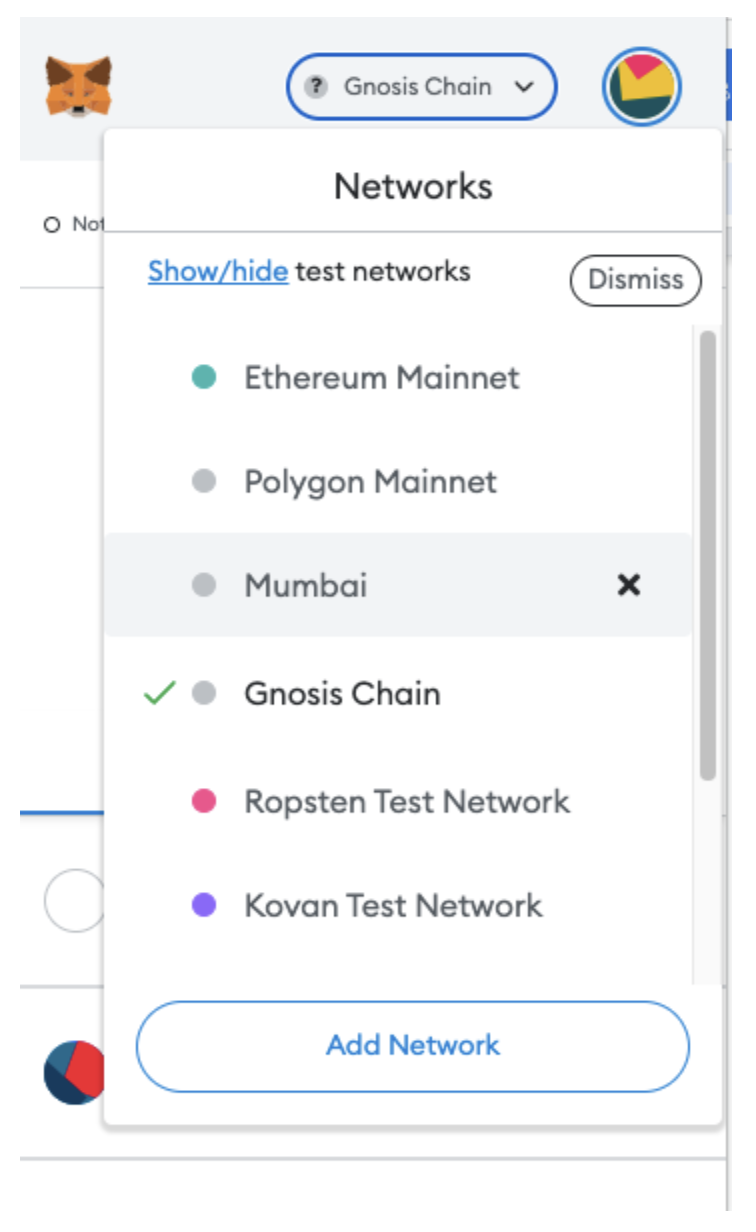 ? Gnosis Chain
Networks
Not
Show/hide test networks
Dismiss
Ethereum Mainnet
Polygon Mainnet
Mumbai
Gnosis Chain
Ropsten Test Network
Kovan Test Network
Add Network